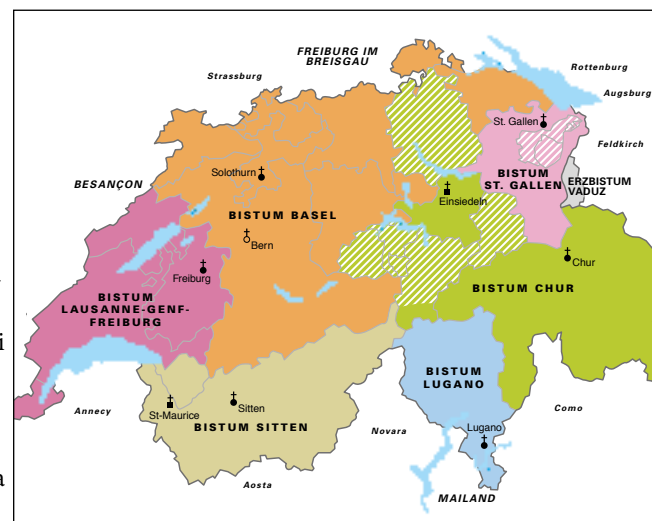 FREIBURG IM
BREISGAU
Strassburg
Rottenburg
Augsburg
St. Gallen
Feldkirch
Solothurn
BISTUM
ST. GALLEN
ERZBISTUM
VADUZ
BESANÇON
Einsiedeln
BISTUM BASEL
Bern
Chur
Freiburg
BISTUM CHUR
BISTUM
LAUSANNE-GENF-
FREIBURG
i
BISTUM
LUGANO
Annecy
St-Maurice
Sitten
Como
BISTUM SITTEN
Novara
Lugano
a
Aosta
MAILAND